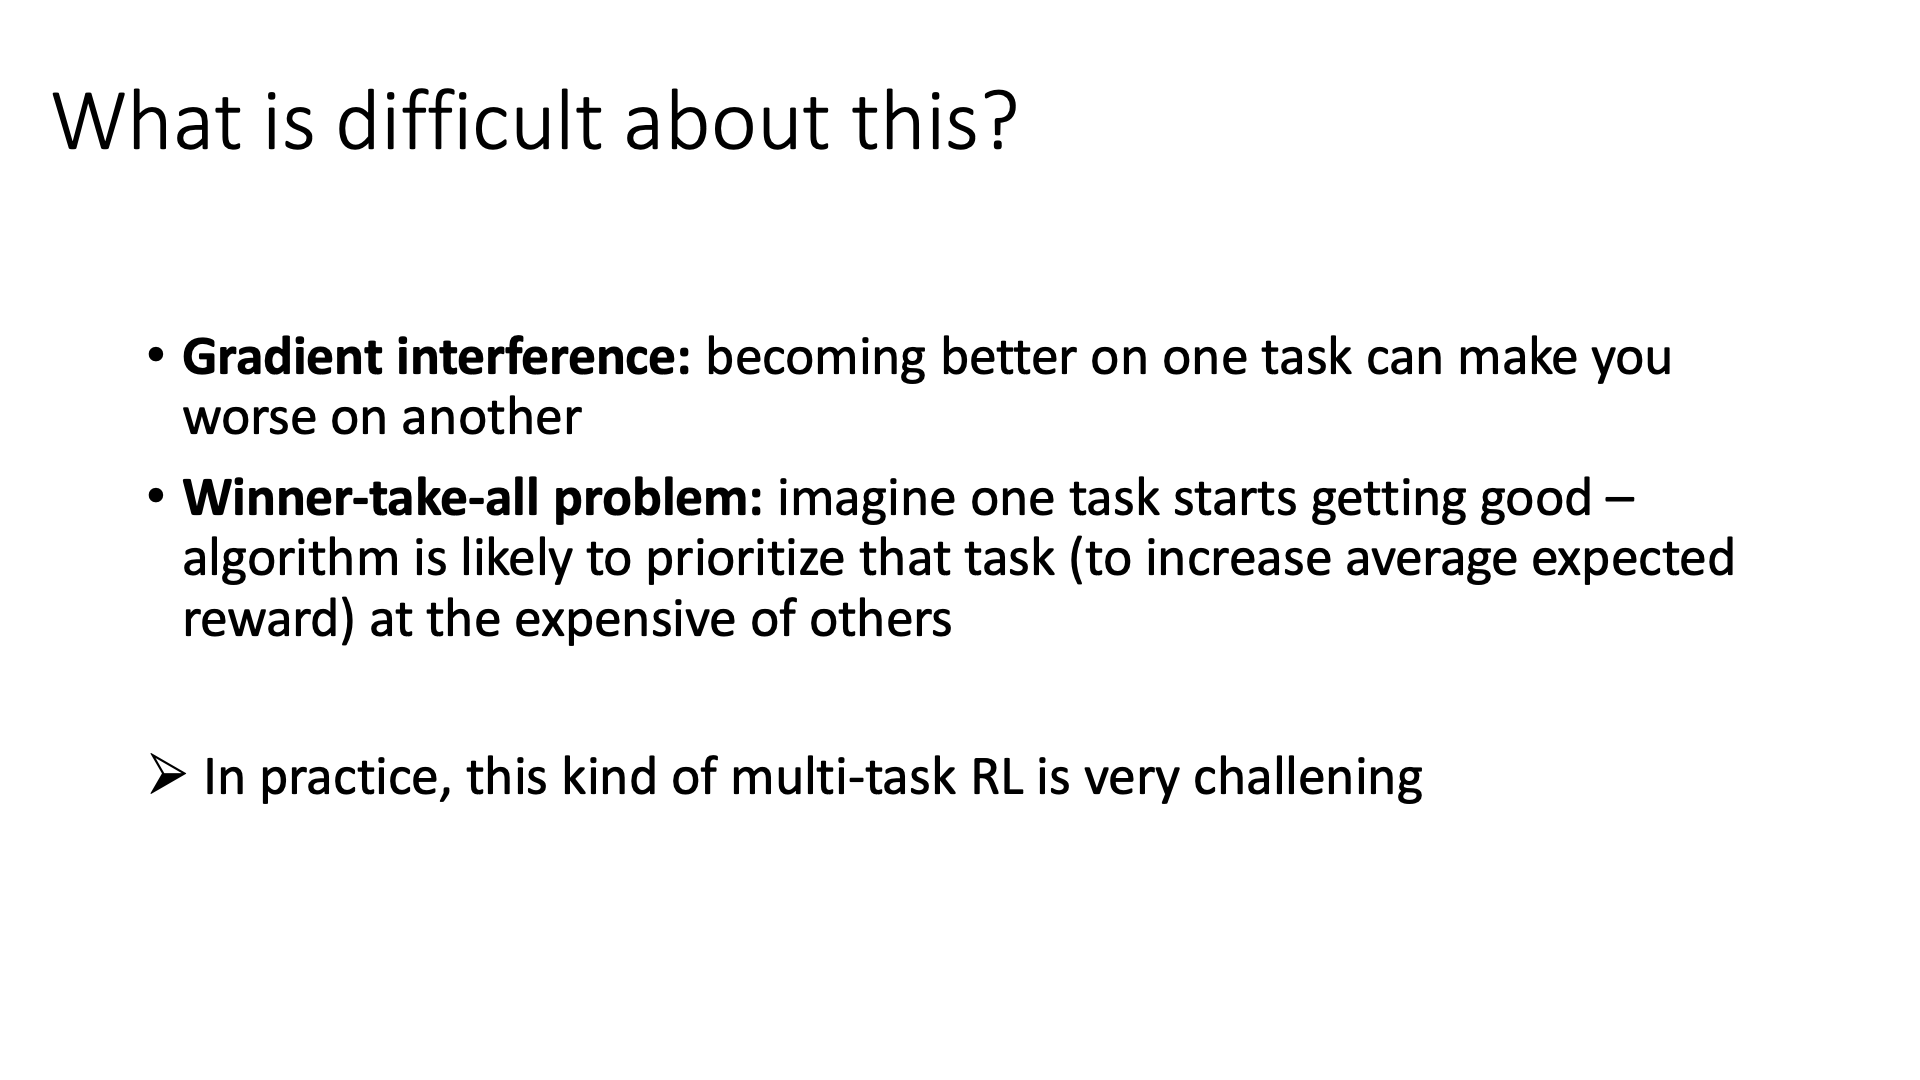 What is difficult about this?
• Gradient interference: becoming better on one task can make you
worse on another
• Winner-take-all problem: imagine one task starts getting good –
algorithm is likely to prioritize that task (to increase average expected
reward) at the expensive of others
➢ In practice, this kind of multi-task RL is very challening